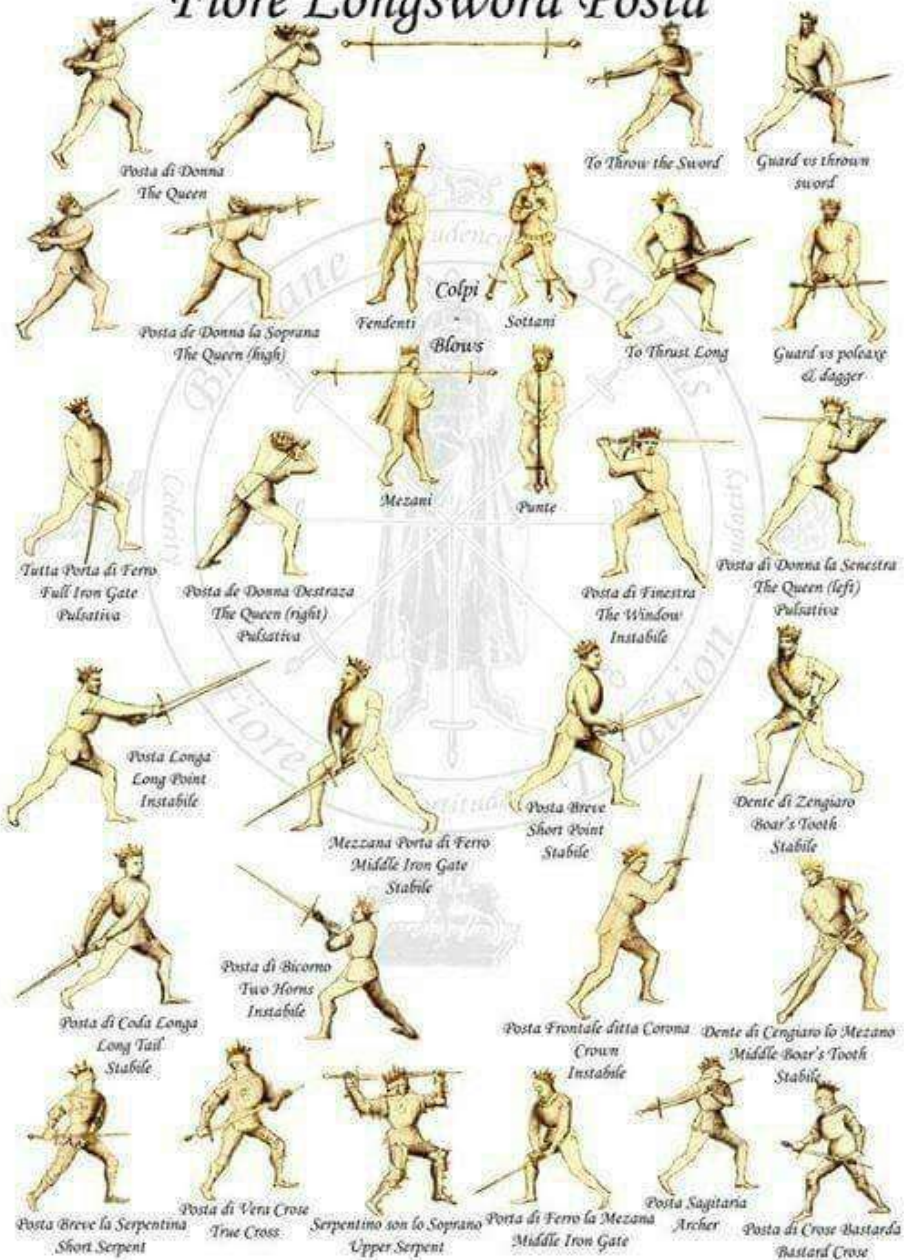 Fiore Longsword Posta
Posta di Donna
The Queen
To Throw the Sword
Guard vs thrown
sword
Posta de Donna la Soprana
The Queen (high)
Fendenti
Colpi
-
Blows
Sottani
To Thrust Long
Guard vs poleaxe
& dagger
Mezani
Punte
Tutta Porta di Ferro
Full Iron Gate
Pulsativa
Posta de Donna Destraza
The Queen (right)
Pulsativa
Posta di Finestra
The Window
Instabile
Posta di Donna la Senestra
The Queen (left)
Pulsativa
Posta Longa
Long Point
Instabile
Mezzana Porta di Ferro
Middle Iron Gate
Stabile
Posta Breve
Short Point
Stabile
Dente di Zengiaro
Boar's Tooth
Stabile
Posta di Coda Longa
Long Tail
Stabile
Posta di Bicorno
Two Horns
Instabile
Posta Frontale ditta Corona
Crown
Instabile
Dente di Cengiaro lo Mezano
Middle Boar's Tooth
Stabile
Posta Breve la Serpentina
Short Serpent
Posta di Vera Crose
True Cross
Serpentino son lo Soprano
Upper Serpent
Porta di Ferro la Mezana
Middle Iron Gate
Posta Sagitaria
Archer
Posta di Crose Bastarda
Bastard Crose
Celerity
Fiore